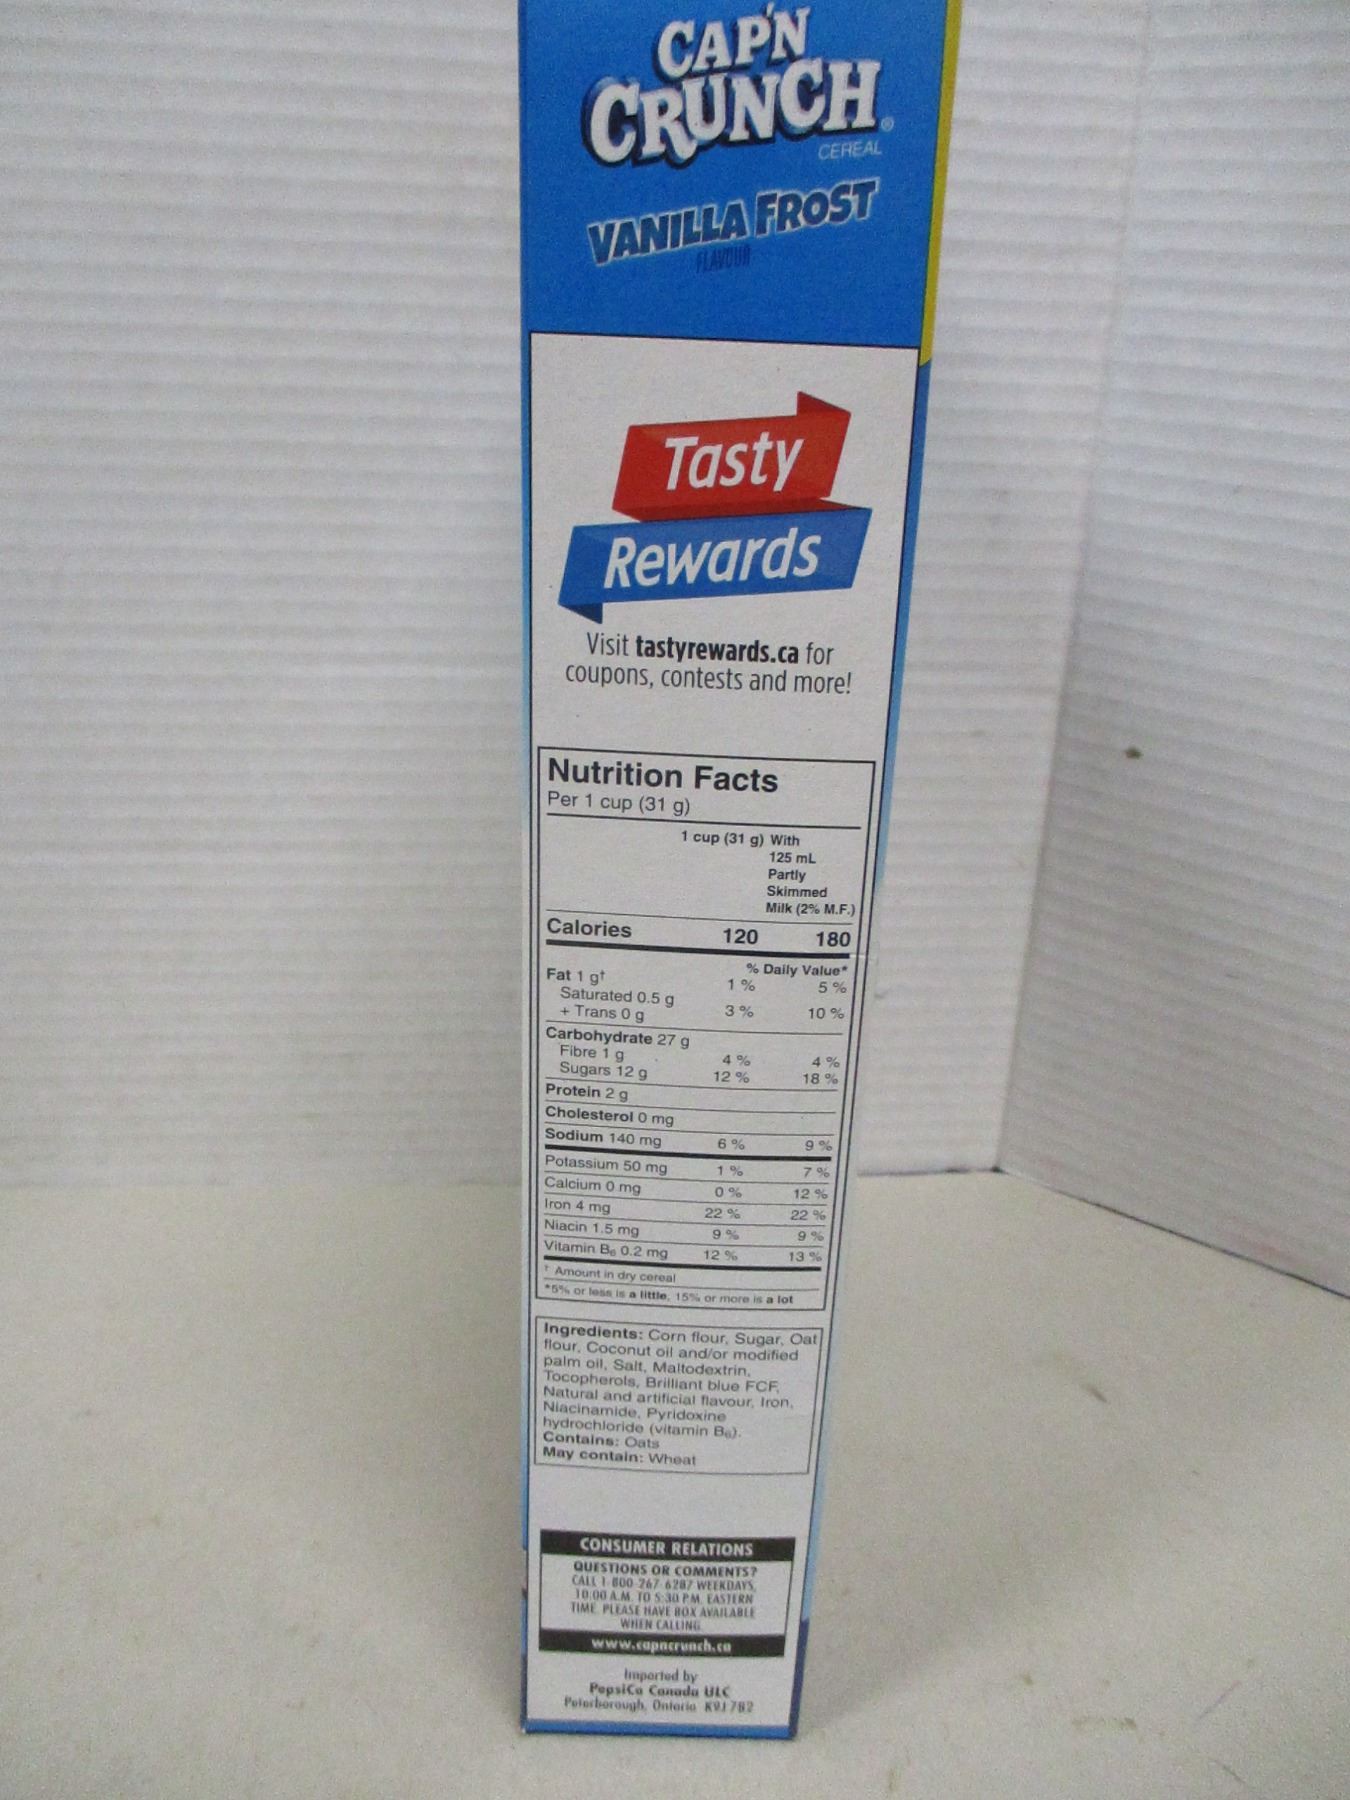 CAP'N
CRUNCH®
CEREAL
VANILLA FROST
FLAVOUR
Tasty
Rewards
Visit tastyrewards.ca for
coupons, contests and more!
Nutrition Facts
Per 1 cup (31 g)
1 cup (31 g) With
125 mL
Partly
Skimmed
Milk (2% M.F.)
Calories 120 180
% Daily Value*
Fat 1 g† 1 % 5 %
Saturated 0.5 g
+ Trans 0 g 3 % 10 %
Carbohydrate 27 g
Fibre 1 g 4 % 4 %
Sugars 12 g 12 % 18 %
Protein 2 g
Cholesterol 0 mg
Sodium 140 mg 6 % 9 %
Potassium 50 mg 1 % 7 %
Calcium 0 mg 0 % 12 %
Iron 4 mg 22 % 22 %
Niacin 1.5 mg 9 % 9 %
Vitamin B₆ 0.2 mg 12 % 13 %
† Amount in dry cereal
*5% or less is a little, 15% or more is a lot
Ingredients: Corn flour, Sugar, Oat
flour, Coconut oil and/or modified
palm oil, Salt, Maltodextrin,
Tocopherols, Brilliant blue FCF,
Natural and artificial flavour, Iron,
Niacinamide, Pyridoxine
hydrochloride (vitamin B₆).
Contains: Oats
May contain: Wheat
CONSUMER RELATIONS
QUESTIONS OR COMMENTS?
CALL 1-800-267-6287 WEEKDAYS,
10:00 A.M. TO 5:30 P.M. EASTERN
TIME. PLEASE HAVE BOX AVAILABLE
WHEN CALLING.
www.capncrunch.ca
Imported by
PepsiCo Canada ULC
Peterborough, Ontario K9J 7B2